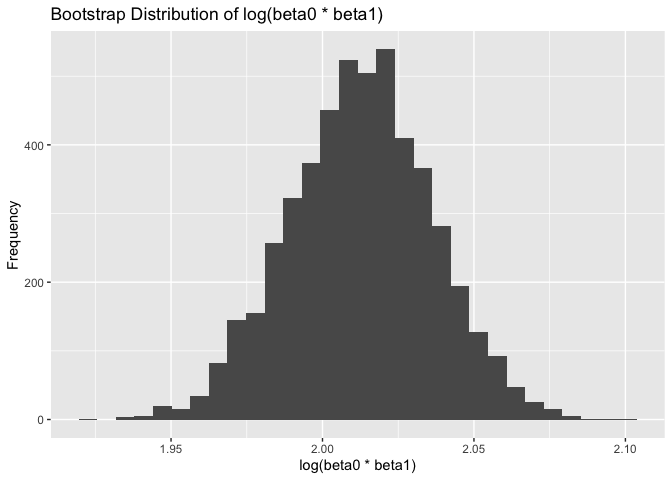 Bootstrap Distribution of log(beta0 * beta1)
Frequency
400
200
0
1.95
2.00
2.05
2.10
log(beta0 * beta1)